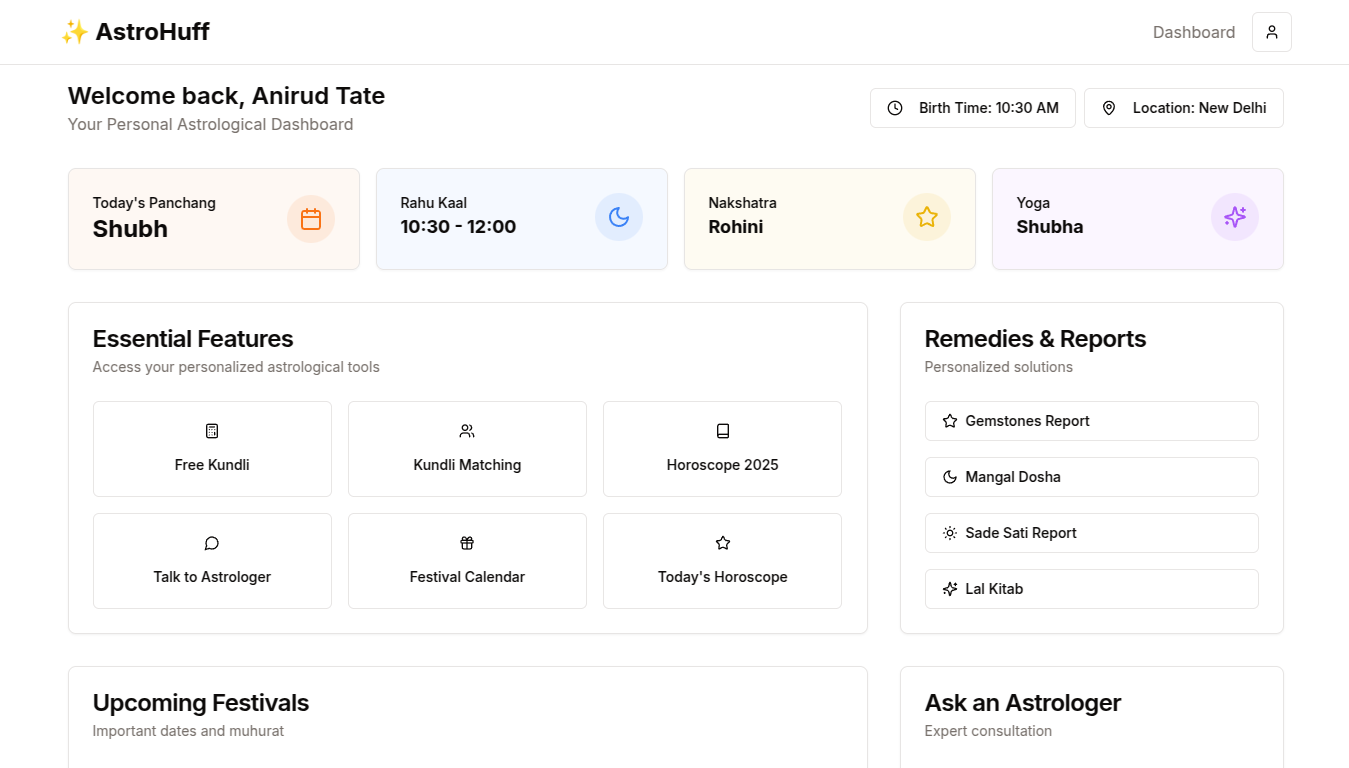 ✨ AstroHuff
Dashboard
Welcome back, Anirud Tate
Your Personal Astrological Dashboard
Birth Time: 10:30 AM
Location: New Delhi
Today's Panchang
Shubh
Rahu Kaal
10:30 - 12:00
Nakshatra
Rohini
Yoga
Shubha
Essential Features
Access your personalized astrological tools
Free Kundli
Kundli Matching
Horoscope 2025
Talk to Astrologer
Festival Calendar
Today's Horoscope
Remedies & Reports
Personalized solutions
Gemstones Report
Mangal Dosha
Sade Sati Report
Lal Kitab
Upcoming Festivals
Important dates and muhurat
Ask an Astrologer
Expert consultation